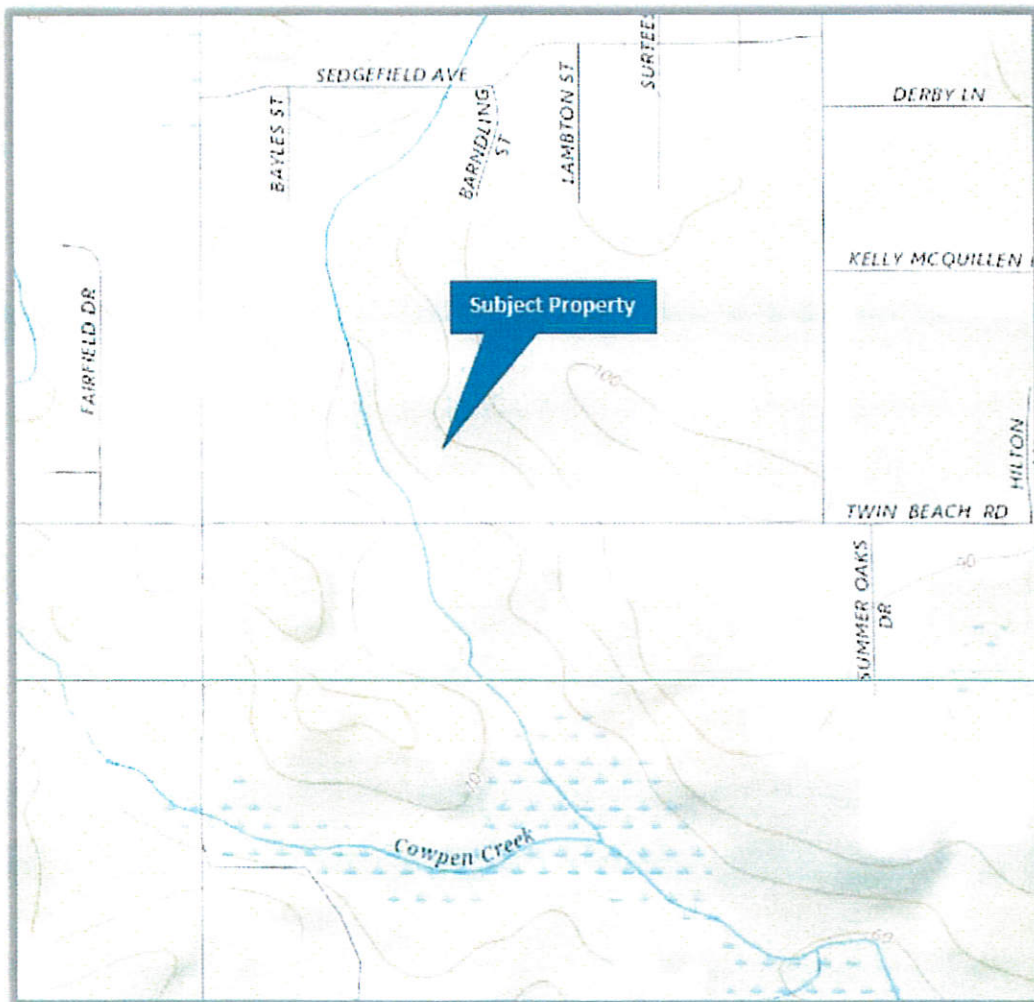 SEDGEFIELD AVE
BAYLES ST
BARNDLING
ST
LAMBTON ST
SURTEES
DERBY LN
KELLY MCQUILLEN
FAIRFIELD DR
Subject Property
100
HILTON
TWIN BEACH RD
SUMMER OAKS
DR
Cowpen Creek